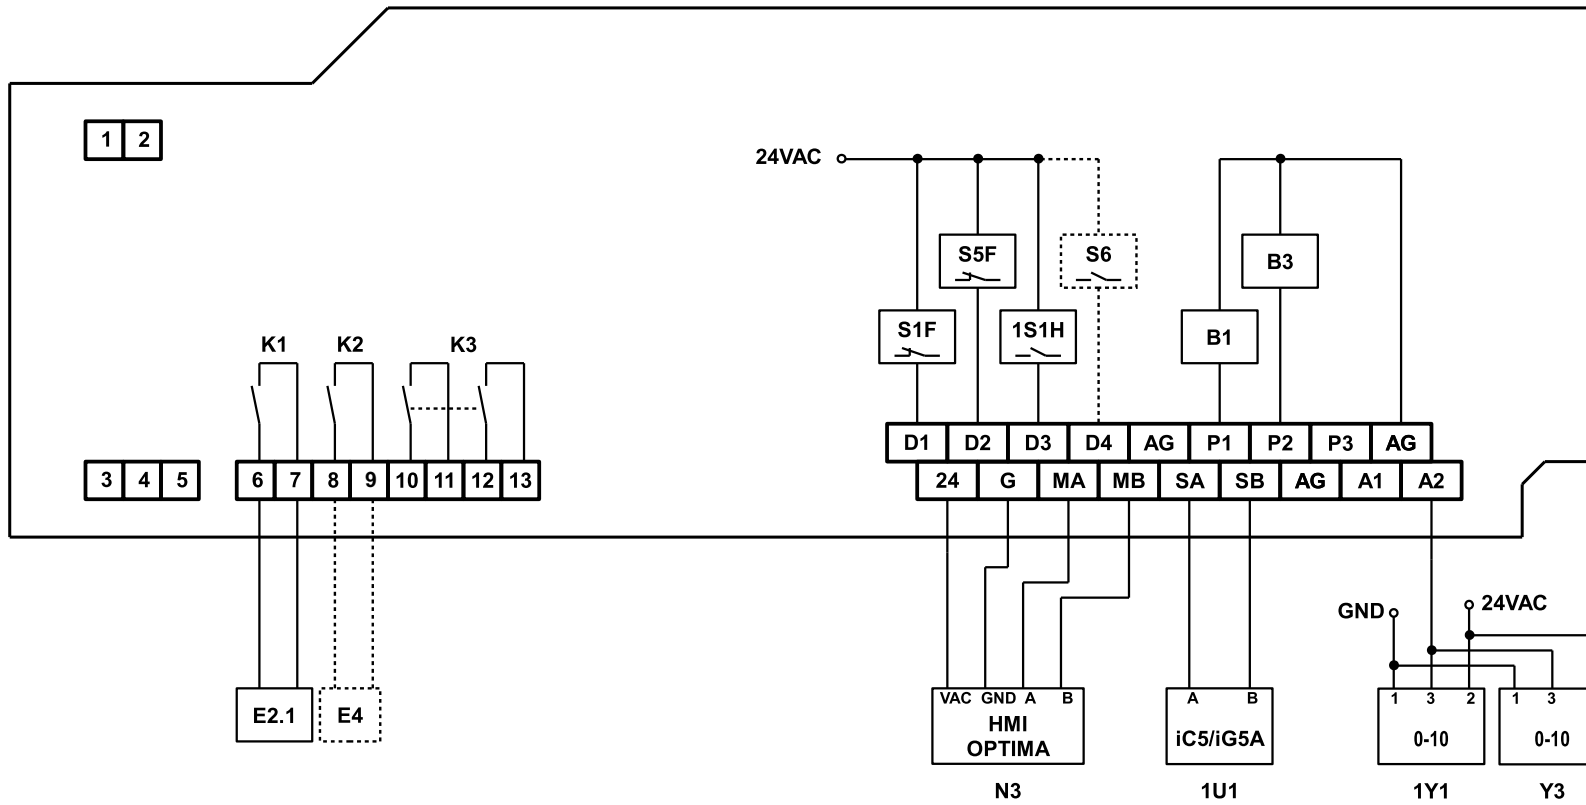 1 2
24VAC
S5F S6
B3
S1F 1S1H
B1
K1 K2 K3
D1 D2 D3 D4 AG P1 P2 P3 AG
3 4 5 6 7 8 9 10 11 12 13
24 G MA MB SA SB AG A1 A2
GND 24VAC
VAC GND A B
A B
1 3 2
1 3
E2.1 E4
HMI
OPTIMA
iC5/iG5A
0-10
0-10
N3 1U1 1Y1 Y3